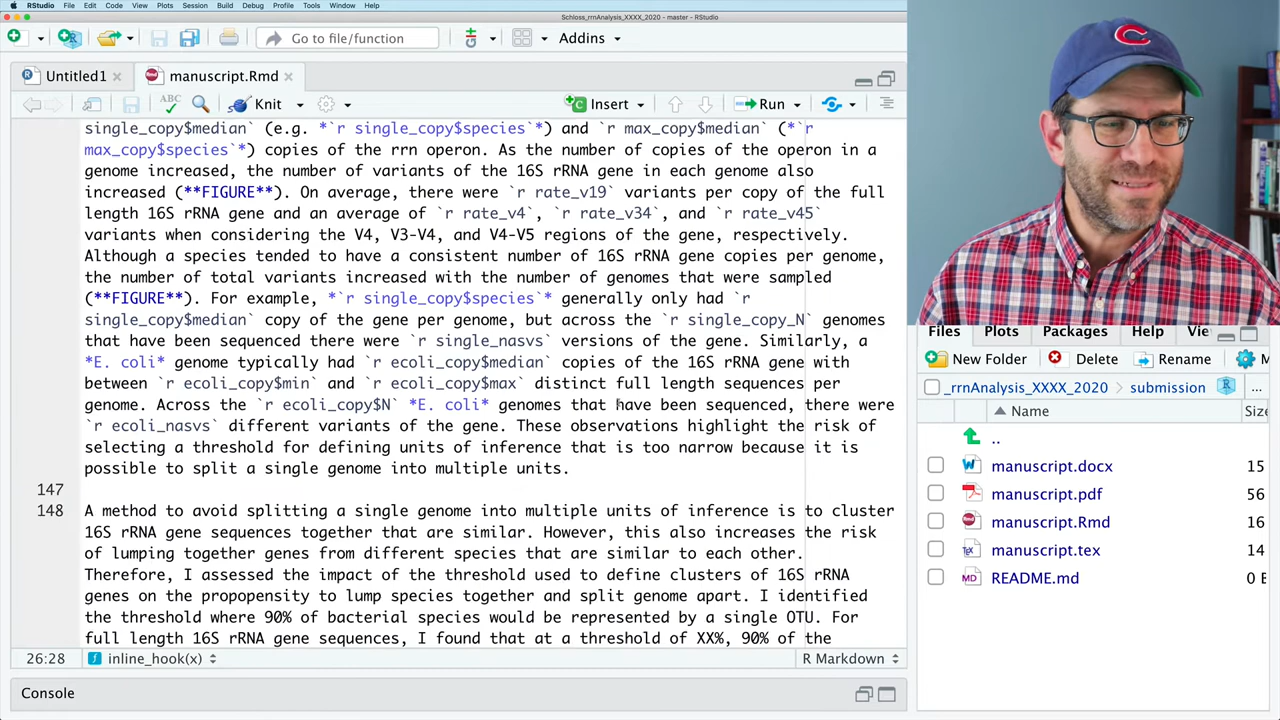 RStudio File Edit Code View Plots Session Build Debug Profile Tools Window Help
Schloss_rrnAnalysis_XXXX_2020 - master - RStudio
Go to file/function Addins
Untitled1 manuscript.Rmd
ABC Knit Insert Run
single_copy$median` (e.g. *`r single_copy$species`*) and `r max_copy$median` (*`r
max_copy$species`*) copies of the rrn operon. As the number of copies of the operon in a
genome increased, the number of variants of the 16S rRNA gene in each genome also
increased (**FIGURE**). On average, there were `r rate_v19` variants per copy of the full
length 16S rRNA gene and an average of `r rate_v4`, `r rate_v34`, and `r rate_v45`
variants when considering the V4, V3-V4, and V4-V5 regions of the gene, respectively.
Although a species tended to have a consistent number of 16S rRNA gene copies per genome,
the number of total variants increased with the number of genomes that were sampled
(**FIGURE**). For example, *`r single_copy$species`* generally only had `r
single_copy$median` copy of the gene per genome, but across the `r single_copy_N` genomes
that have been sequenced there were `r single_nasvs` versions of the gene. Similarly, a
*E. coli* genome typically had `r ecoli_copy$median` copies of the 16S rRNA gene with
between `r ecoli_copy$min` and `r ecoli_copy$max` distinct full length sequences per
genome. Across the `r ecoli_copy$N` *E. coli* genomes that have been sequenced, there were
`r ecoli_nasvs` different variants of the gene. These observations highlight the risk of
selecting a threshold for defining units of inference that is too narrow because it is
possible to split a single genome into multiple units.
147
148 A method to avoid splitting a single genome into multiple units of inference is to cluster
16S rRNA gene sequences together that are similar. However, this also increases the risk
of lumping together genes from different species that are similar to each other.
Therefore, I assessed the impact of the threshold used to define clusters of 16S rRNA
genes on the propopensity to lump species together and split genome apart. I identified
the threshold where 90% of bacterial species would be represented by a single OTU. For
full length 16S rRNA gene sequences, I found that at a threshold of XX%, 90% of the
26:28 inline_hook(x) R Markdown
Console
C
Files Plots Packages Help Vie
New Folder Delete Rename M
_rrnAnalysis_XXXX_2020 submission ...
Name Size
..
manuscript.docx 15
manuscript.pdf 56
manuscript.Rmd 16
manuscript.tex 14
README.md 0 B